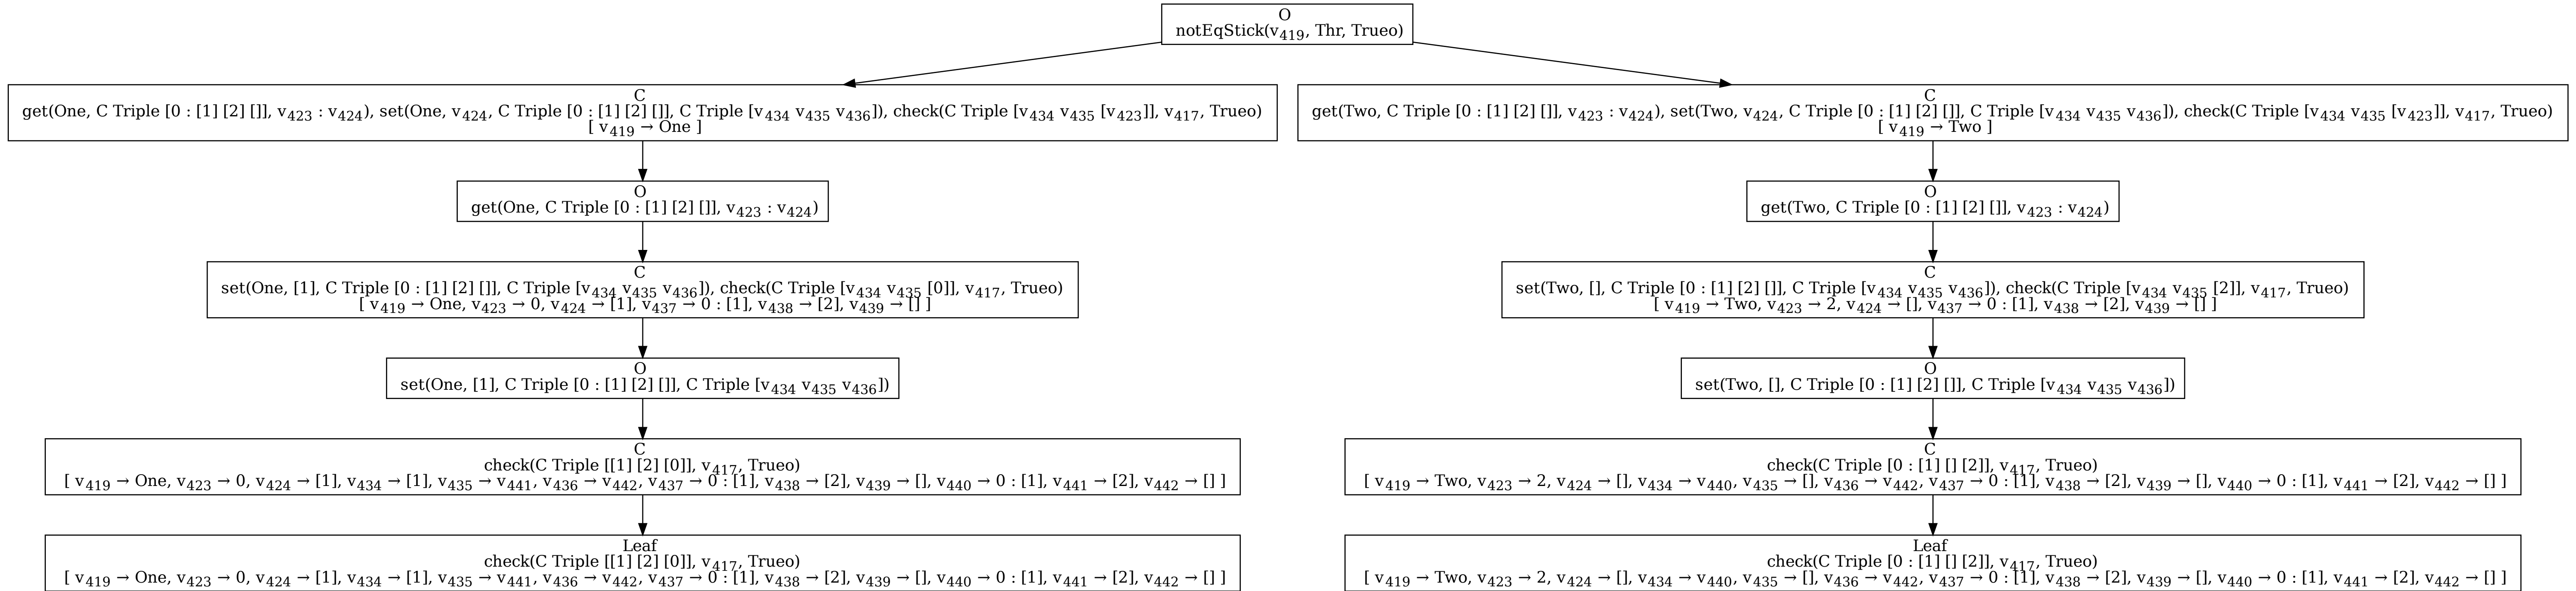 O
notEqStick(v₄₁₉, Thr, Trueo)
C
get(One, C Triple [0 : [1] [2] []], v₄₂₃ : v₄₂₄), set(One, v₄₂₄, C Triple [0 : [1] [2] []], C Triple [v₄₃₄ v₄₃₅ v₄₃₆]), check(C Triple [v₄₃₄ v₄₃₅ [v₄₂₃]], v₄₁₇, Trueo)
[ v₄₁₉ → One ]
C
get(Two, C Triple [0 : [1] [2] []], v₄₂₃ : v₄₂₄), set(Two, v₄₂₄, C Triple [0 : [1] [2] []], C Triple [v₄₃₄ v₄₃₅ v₄₃₆]), check(C Triple [v₄₃₄ v₄₃₅ [v₄₂₃]], v₄₁₇, Trueo)
[ v₄₁₉ → Two ]
O
get(One, C Triple [0 : [1] [2] []], v₄₂₃ : v₄₂₄)
O
get(Two, C Triple [0 : [1] [2] []], v₄₂₃ : v₄₂₄)
C
set(One, [1], C Triple [0 : [1] [2] []], C Triple [v₄₃₄ v₄₃₅ v₄₃₆]), check(C Triple [v₄₃₄ v₄₃₅ [0]], v₄₁₇, Trueo)
[ v₄₁₉ → One, v₄₂₃ → 0, v₄₂₄ → [1], v₄₃₇ → 0 : [1], v₄₃₈ → [2], v₄₃₉ → [] ]
C
set(Two, [], C Triple [0 : [1] [2] []], C Triple [v₄₃₄ v₄₃₅ v₄₃₆]), check(C Triple [v₄₃₄ v₄₃₅ [2]], v₄₁₇, Trueo)
[ v₄₁₉ → Two, v₄₂₃ → 2, v₄₂₄ → [], v₄₃₇ → 0 : [1], v₄₃₈ → [2], v₄₃₉ → [] ]
O
set(One, [1], C Triple [0 : [1] [2] []], C Triple [v₄₃₄ v₄₃₅ v₄₃₆])
O
set(Two, [], C Triple [0 : [1] [2] []], C Triple [v₄₃₄ v₄₃₅ v₄₃₆])
C
check(C Triple [[1] [2] [0]], v₄₁₇, Trueo)
[ v₄₁₉ → One, v₄₂₃ → 0, v₄₂₄ → [1], v₄₃₄ → [1], v₄₃₅ → v₄₄₁, v₄₃₆ → v₄₄₂, v₄₃₇ → 0 : [1], v₄₃₈ → [2], v₄₃₉ → [], v₄₄₀ → 0 : [1], v₄₄₁ → [2], v₄₄₂ → [] ]
C
check(C Triple [0 : [1] [] [2]], v₄₁₇, Trueo)
[ v₄₁₉ → Two, v₄₂₃ → 2, v₄₂₄ → [], v₄₃₄ → v₄₄₀, v₄₃₅ → [], v₄₃₆ → v₄₄₂, v₄₃₇ → 0 : [1], v₄₃₈ → [2], v₄₃₉ → [], v₄₄₀ → 0 : [1], v₄₄₁ → [2], v₄₄₂ → [] ]
Leaf
check(C Triple [[1] [2] [0]], v₄₁₇, Trueo)
[ v₄₁₉ → One, v₄₂₃ → 0, v₄₂₄ → [1], v₄₃₄ → [1], v₄₃₅ → v₄₄₁, v₄₃₆ → v₄₄₂, v₄₃₇ → 0 : [1], v₄₃₈ → [2], v₄₃₉ → [], v₄₄₀ → 0 : [1], v₄₄₁ → [2], v₄₄₂ → [] ]
Leaf
check(C Triple [0 : [1] [] [2]], v₄₁₇, Trueo)
[ v₄₁₉ → Two, v₄₂₃ → 2, v₄₂₄ → [], v₄₃₄ → v₄₄₀, v₄₃₅ → [], v₄₃₆ → v₄₄₂, v₄₃₇ → 0 : [1], v₄₃₈ → [2], v₄₃₉ → [], v₄₄₀ → 0 : [1], v₄₄₁ → [2], v₄₄₂ → [] ]